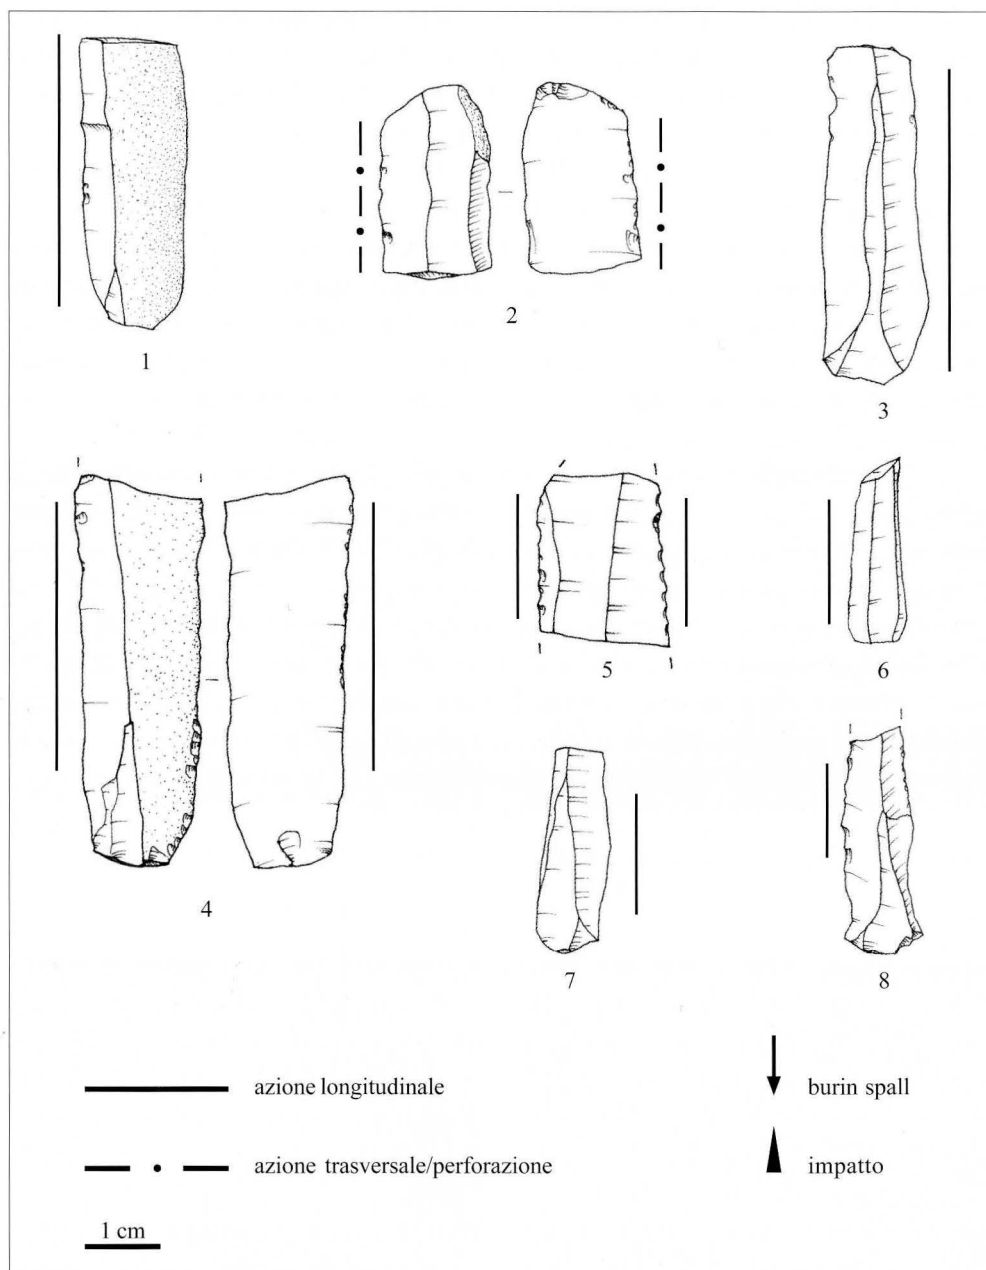 1
2
3
4
5
6
7
8
azione longitudinale
burin spall
azione trasversale/perforazione
impatto
1 cm